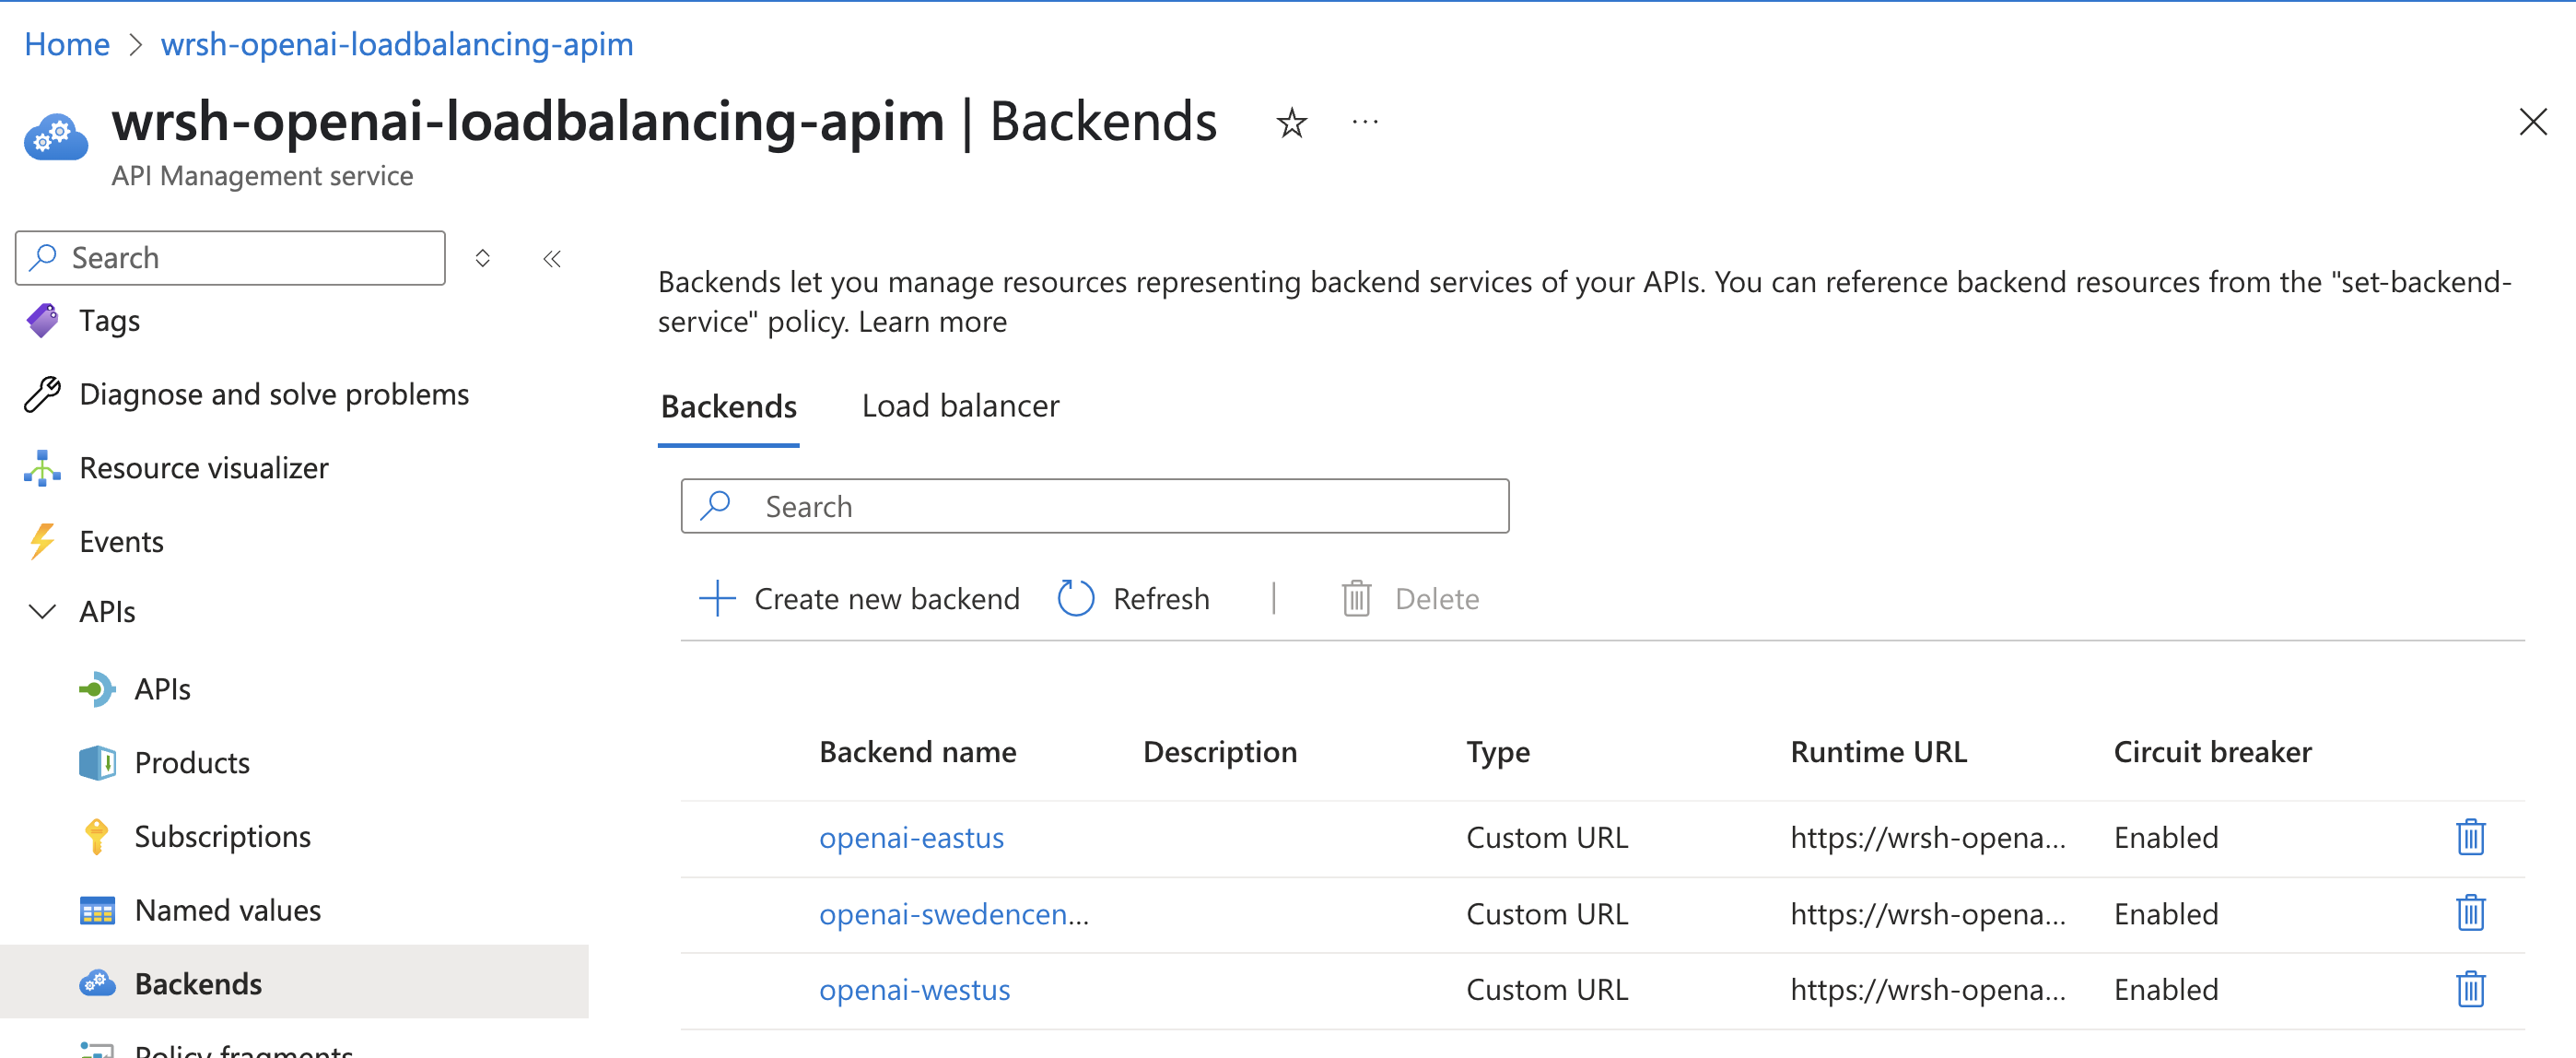 Home > wrsh-openai-loadbalancing-apim
wrsh-openai-loadbalancing-apim | Backends
API Management service
Search
Tags
Diagnose and solve problems
Resource visualizer
Events
APIs
APIs
Products
Subscriptions
Named values
Backends
Policy fragments
Backends let you manage resources representing backend services of your APIs. You can reference backend resources from the "set-backend-
service" policy. Learn more
Backends Load balancer
Search
Create new backend Refresh | Delete
Backend name Description Type Runtime URL Circuit breaker
openai-eastus Custom URL https://wrsh-opena... Enabled
openai-swedencen... Custom URL https://wrsh-opena... Enabled
openai-westus Custom URL https://wrsh-opena... Enabled